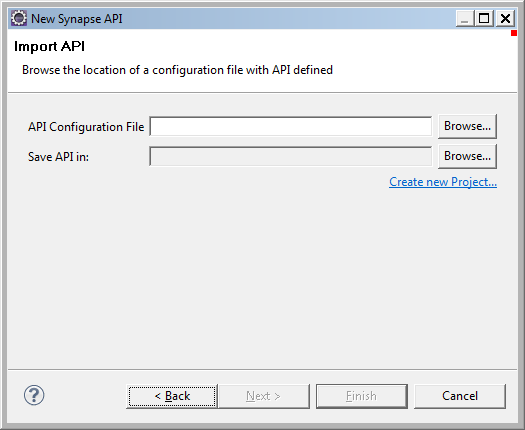 New Synapse API
Import API
Browse the location of a configuration file with API defined
API Configuration File
Browse...
Save API in:
Browse...
Create new Project...
?
< Back
Next >
Finish
Cancel